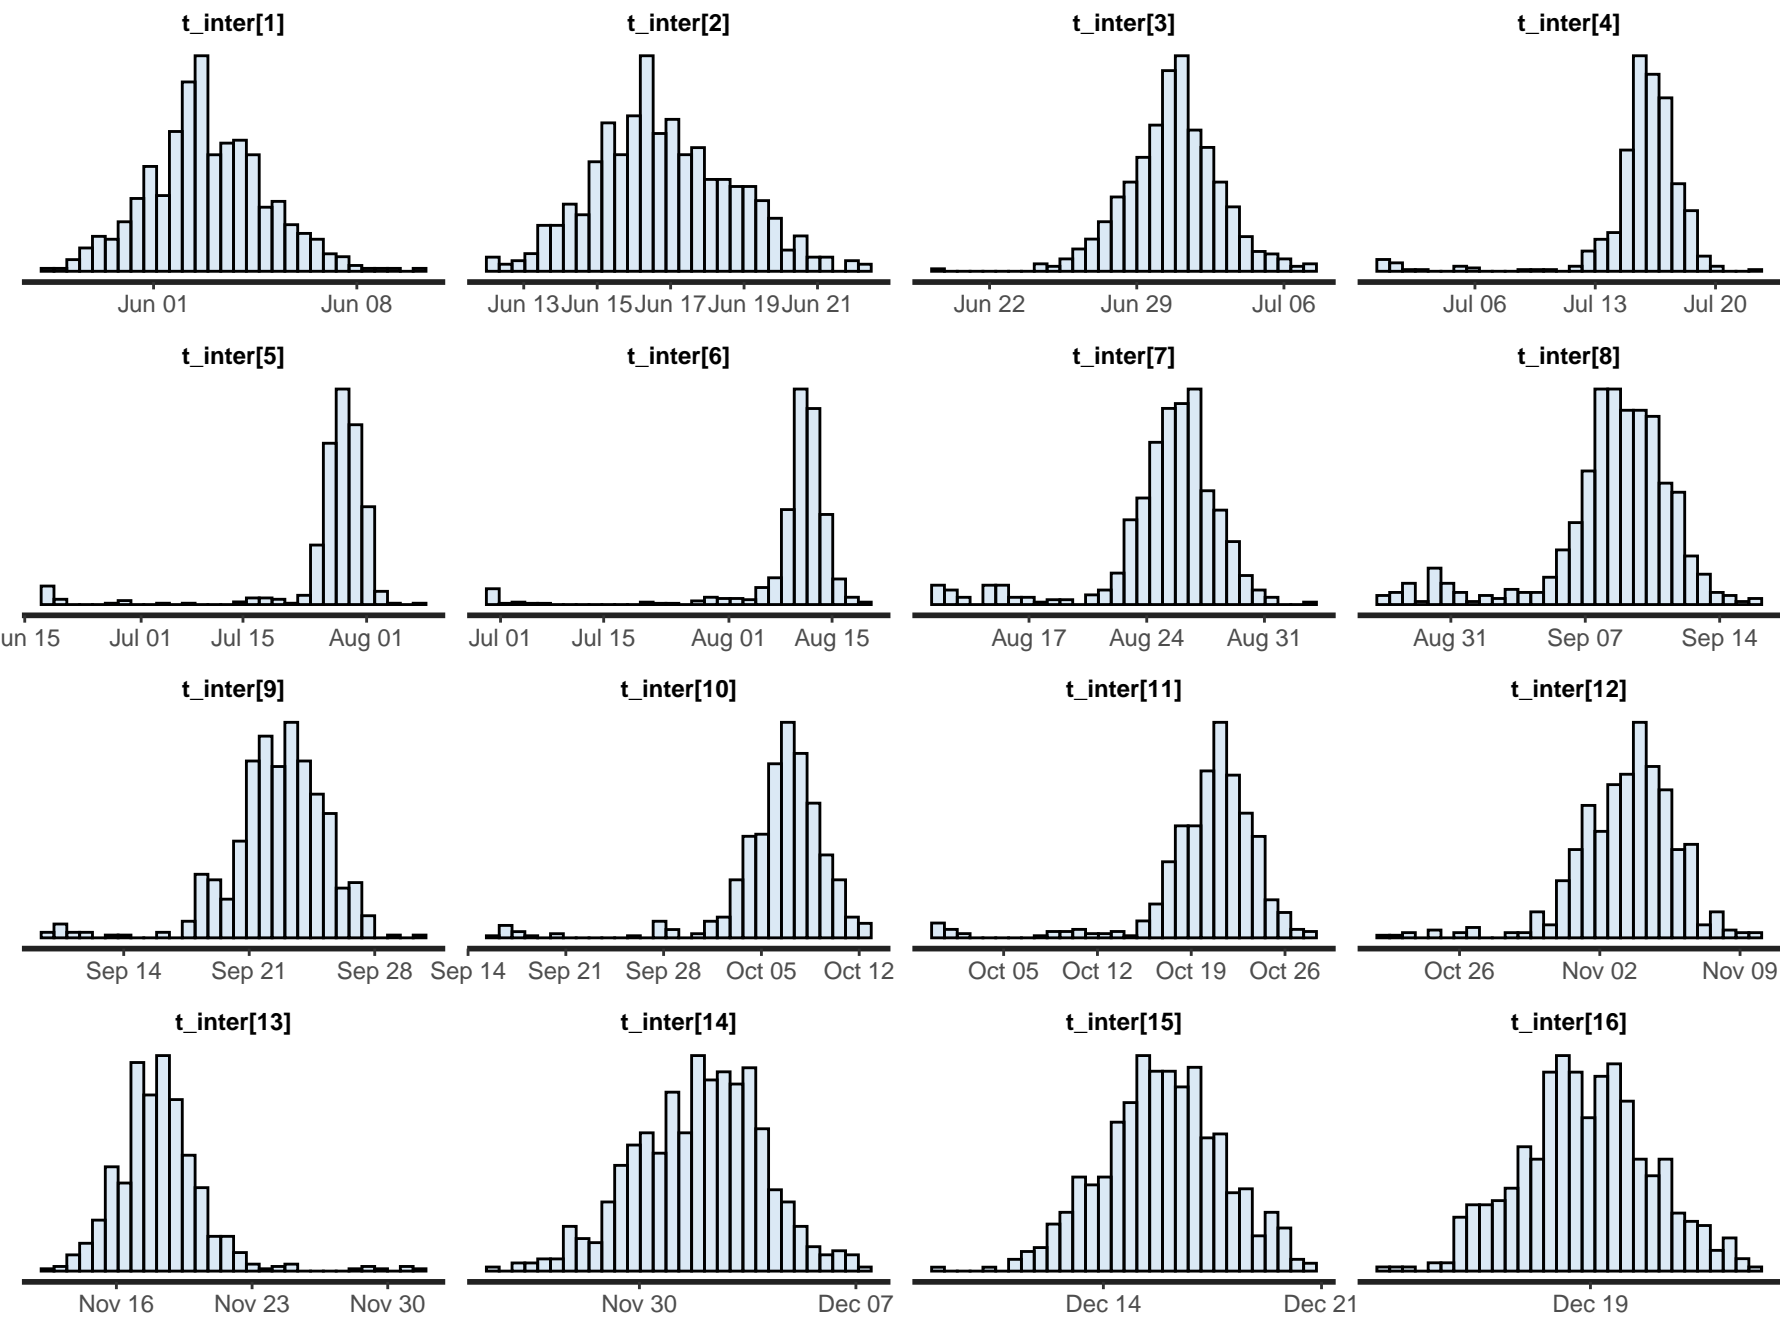 t_inter[1] t_inter[2] t_inter[3] t_inter[4]
Jun 01 Jun 08 Jun 13 Jun 15 Jun 17 Jun 19 Jun 21 Jun 22 Jun 29 Jul 06 Jul 06 Jul 13 Jul 20
t_inter[5] t_inter[6] t_inter[7] t_inter[8]
un 15 Jul 01 Jul 15 Aug 01 Jul 01 Jul 15 Aug 01 Aug 15 Aug 17 Aug 24 Aug 31 Aug 31 Sep 07 Sep 14
t_inter[9] t_inter[10] t_inter[11] t_inter[12]
Sep 14 Sep 21 Sep 28 Sep 14 Sep 21 Sep 28 Oct 05 Oct 12 Oct 05 Oct 12 Oct 19 Oct 26 Oct 26 Nov 02 Nov 09
t_inter[13] t_inter[14] t_inter[15] t_inter[16]
Nov 16 Nov 23 Nov 30 Nov 30 Dec 07 Dec 14 Dec 21 Dec 19